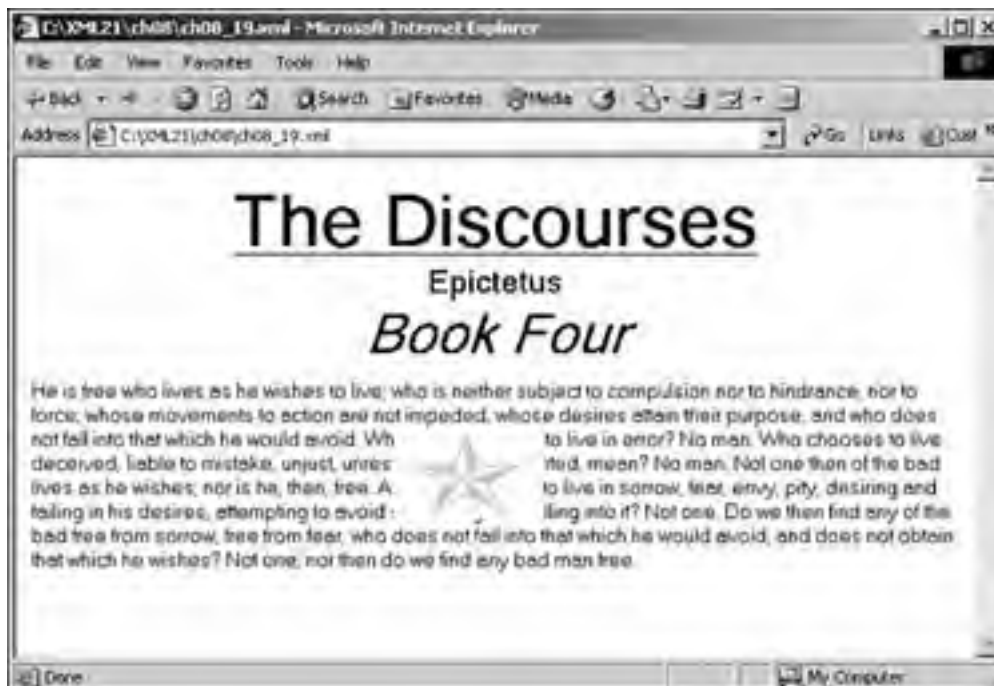 C:\XML21\ch08\ch08_19.xml - Microsoft Internet Explorer
File Edit View Favorites Tools Help
Back Search Favorites Media
Address C:\XML21\ch08\ch08_19.xml Go Links Cust
The Discourses
Epictetus
Book Four
He is free who lives as he wishes to live; who is neither subject to compulsion nor to hindrance, nor to
force; whose movements to action are not impeded, whose desires attain their purpose, and who does
not fall into that which he would avoid. Wh to live in error? No man. Who chooses to live
deceived, liable to mistake, unjust, unres ited, mean? No man. Not one then of the bad
lives as he wishes; nor is he, then, free. A to live in sorrow, fear, envy, pity, desiring and
failing in his desires, attempting to avoid lling into it? Not one. Do we then find any of the
bad free from sorrow, free from fear, who does not fall into that which he would avoid, and does not obtain
that which he wishes? Not one; nor then do we find any bad man free.
Done My Computer